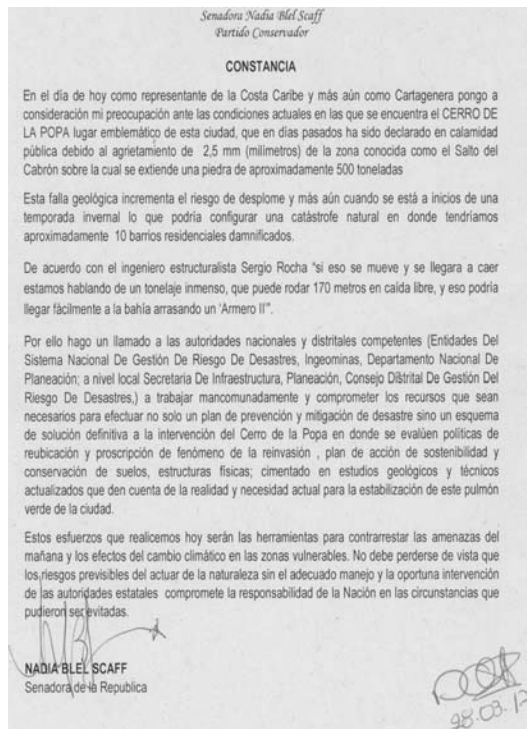 Senadora Nadia Blel Scaff
Partido Conservador
CONSTANCIA
En el día de hoy como representante de la Costa Caribe y más aún como Cartagenera pongo a
consideración mi preocupación ante las condiciones actuales en las que se encuentra el CERRO DE
LA POPA lugar emblemático de esta ciudad, que en días pasados ha sido declarado en calamidad
pública debido al agrietamiento de 2,5 mm (milímetros) de la zona conocida como el Salto del
Cabrón sobre la cual se extiende una piedra de aproximadamente 500 toneladas
Esta falla geológica incrementa el riesgo de desplome y más aún cuando se está a inicios de una
temporada invernal lo que podría configurar una catástrofe natural en donde tendríamos
aproximadamente 10 barrios residenciales damnificados.
De acuerdo con el ingeniero estructuralista Sergio Rocha "si eso se mueve y se llegara a caer
estamos hablando de un tonelaje inmenso, que puede rodar 170 metros en caída libre, y eso podría
llegar fácilmente a la bahía arrasando un 'Armero II'".
Por ello hago un llamado a las autoridades nacionales y distritales competentes (Entidades Del
Sistema Nacional De Gestión De Riesgo De Desastres, Ingeominas, Departamento Nacional De
Planeación; a nivel local Secretaria De Infraestructura, Planeación, Consejo Distrital De Gestión Del
Riesgo De Desastres,) a trabajar mancomunadamente y comprometer los recursos que sean
necesarios para efectuar no solo un plan de prevención y mitigación de desastre sino un esquema
de solución definitiva a la intervención del Cerro de la Popa en donde se evalúen políticas de
reubicación y proscripción de fenómeno de la reinvasión , plan de acción de sostenibilidad y
conservación de suelos, estructuras físicas; cimentado en estudios geológicos y técnicos
actualizados que den cuenta de la realidad y necesidad actual para la estabilización de este pulmón
verde de la ciudad.
Estos esfuerzos que realicemos hoy serán las herramientas para contrarrestar las amenazas del
mañana y los efectos del cambio climático en las zonas vulnerables. No debe perderse de vista que
los riesgos previsibles del actuar de la naturaleza sin el adecuado manejo y la oportuna intervención
de las autoridades estatales compromete la responsabilidad de la Nación en las circunstancias que
pudieron ser evitadas.
NADIA BLEL SCAFF
Senadora de la Republica